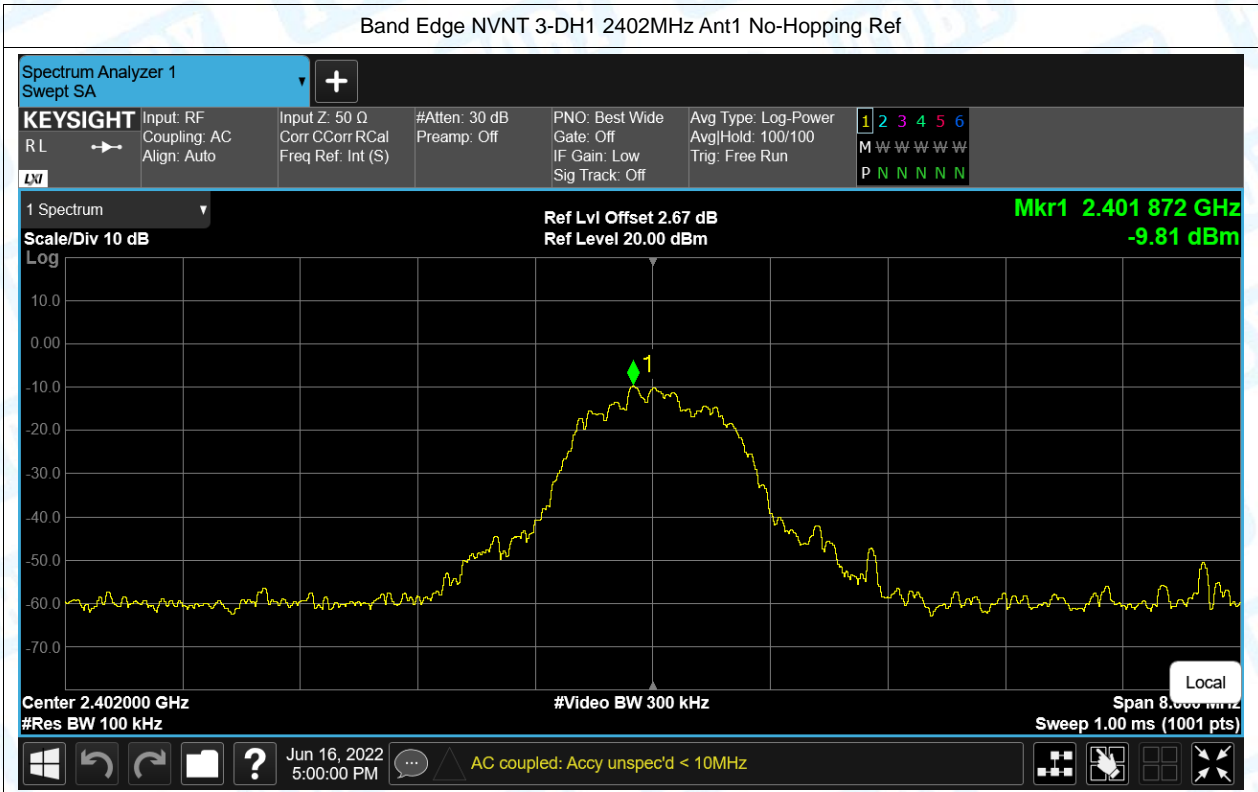 Band Edge NVNT 3-DH1 2402MHz Ant1 No-Hopping Ref
Spectrum Analyzer 1
Swept SA
KEYSIGHT Input: RF Input Z: 50 Ω #Atten: 30 dB PNO: Best Wide Avg Type: Log-Power 1 2 3 4 5 6
RL Coupling: AC Corr CCorr RCal Preamp: Off Gate: Off Avg|Hold: 100/100 M W W W W W
Align: Auto Freq Ref: Int (S) IF Gain: Low Trig: Free Run
LXI Sig Track: Off P N N N N N
1 Spectrum
Ref Lvl Offset 2.67 dB Mkr1 2.401 872 GHz
Scale/Div 10 dB Ref Level 20.00 dBm -9.81 dBm
Log
10.0
0.00
1
-10.0
-20.0
-30.0
-40.0
-50.0
-60.0
-70.0
Local
Center 2.402000 GHz #Video BW 300 kHz Span 8.000 MHz
#Res BW 100 kHz Sweep 1.00 ms (1001 pts)
Jun 16, 2022
5:00:00 PM
AC coupled: Accy unspec'd < 10MHz